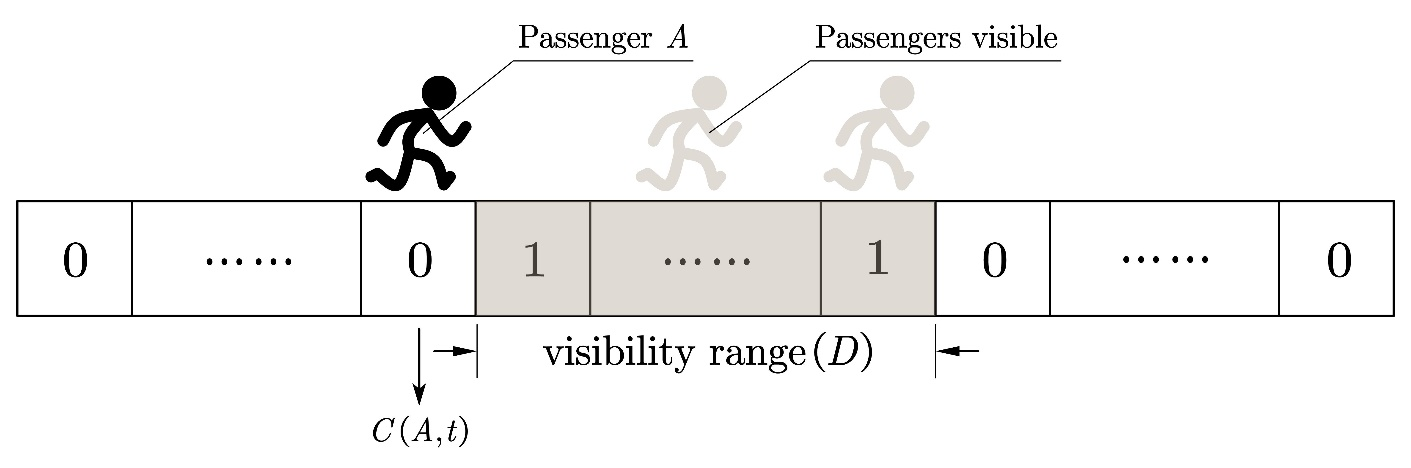 Passenger A
Passengers visible
0 ······ 0 1 ······ 1 0 ······ 0
visibility range(D)
C(A,t)